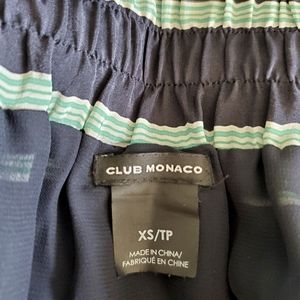 CLUB MONACO
XS/TP
MADE IN CHINA/
FABRIQUÉ EN CHINE